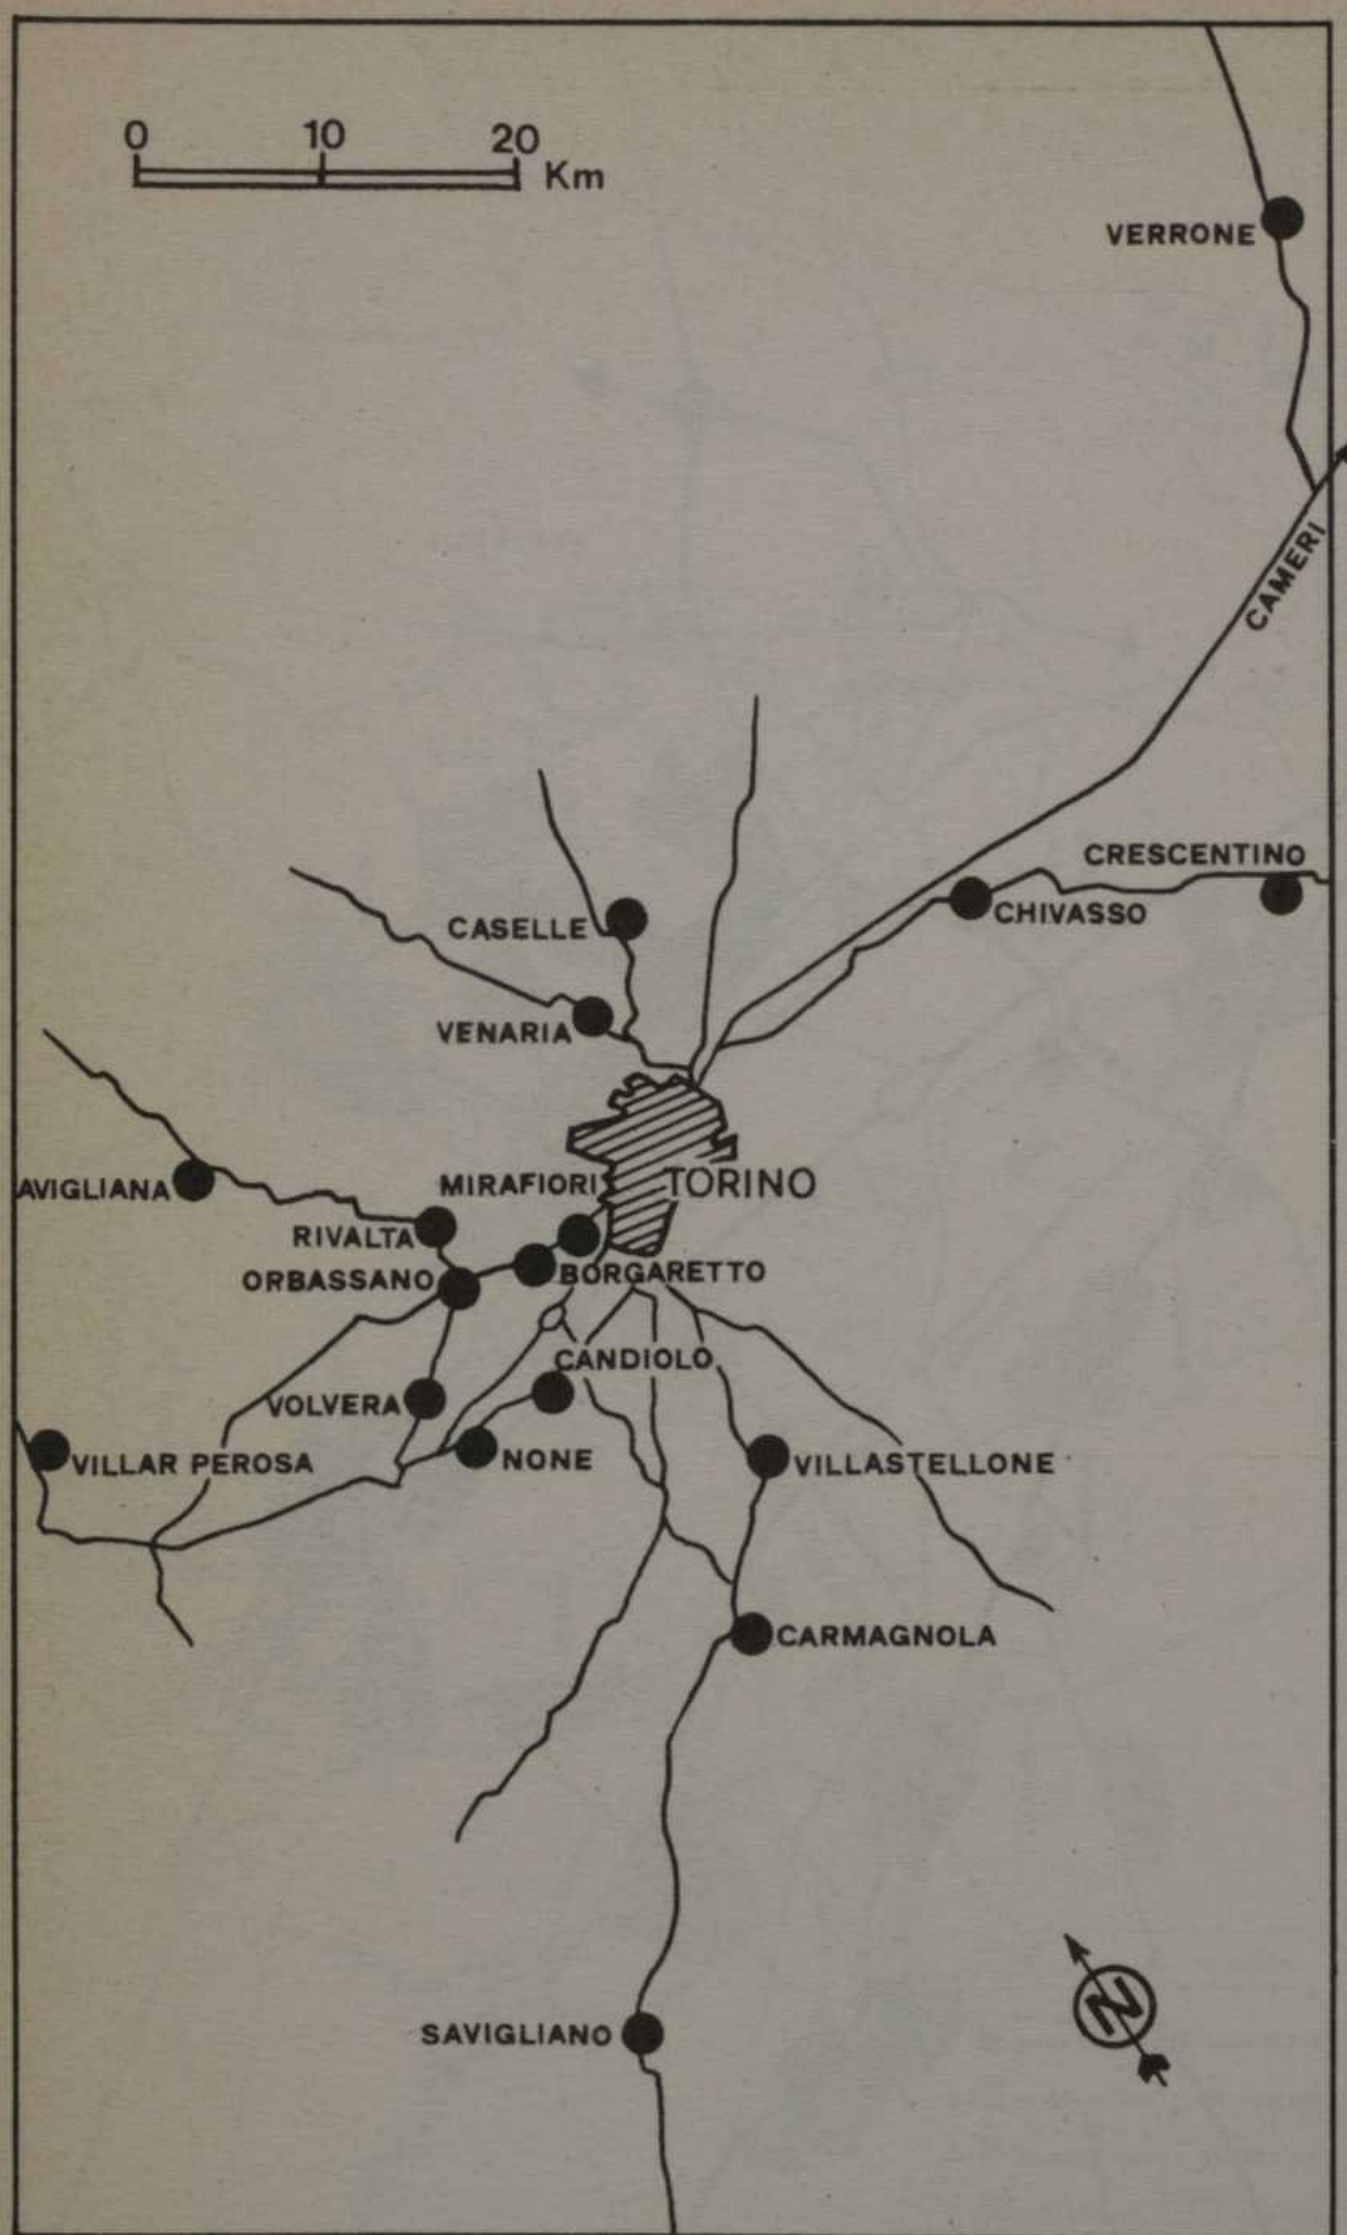 0 10 20
Km
VERRONE
CAMERI
CRESCENTINO
CHIVASSO
CASELLE
VENARIA
AVIGLIANA
MIRAFIORI
TORINO
RIVALTA
ORBASSANO
BORGARETTO
CANDIOLO
VOLVERA
VILLAR PEROSA
NONE
VILLASTELLONE
CARMAGNOLA
SAVIGLIANO
N